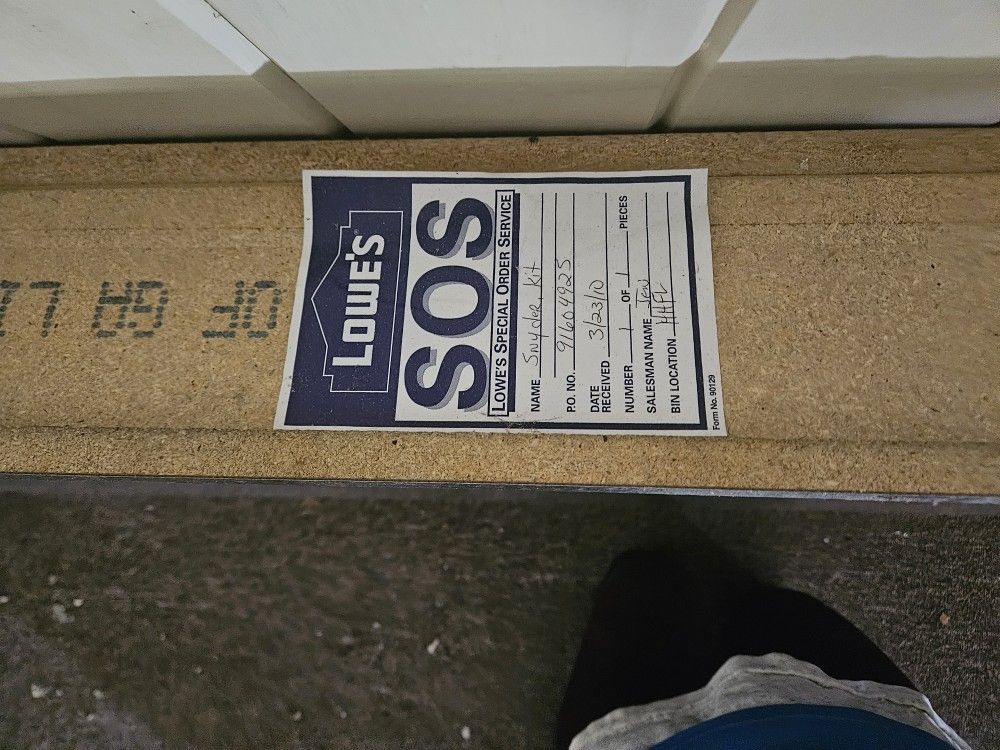 LOWE'S
SOS
LOWE'S SPECIAL ORDER SERVICE
NAME Snyder, Kit
P.O. NO. 91604925
DATE RECEIVED 3/23/10
NUMBER 1 OF 1 PIECES
SALESMAN NAME
BIN LOCATION
Form No. 90129